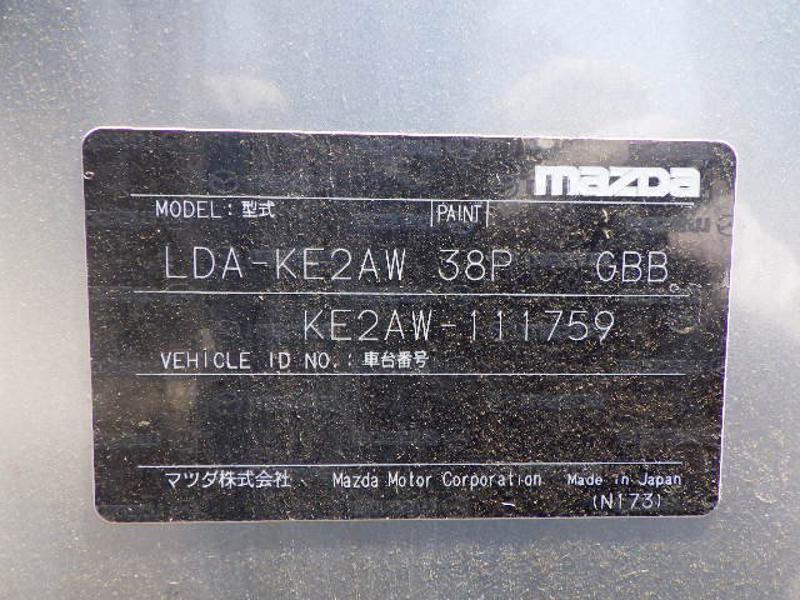 mazda
MODEL:型式 PAINT
LDA-KE2AW 38P GBB
KE2AW-111759
VEHICLE ID NO.:車台番号
マツダ株式会社 Mazda Motor Corporation Made in Japan
(N173)